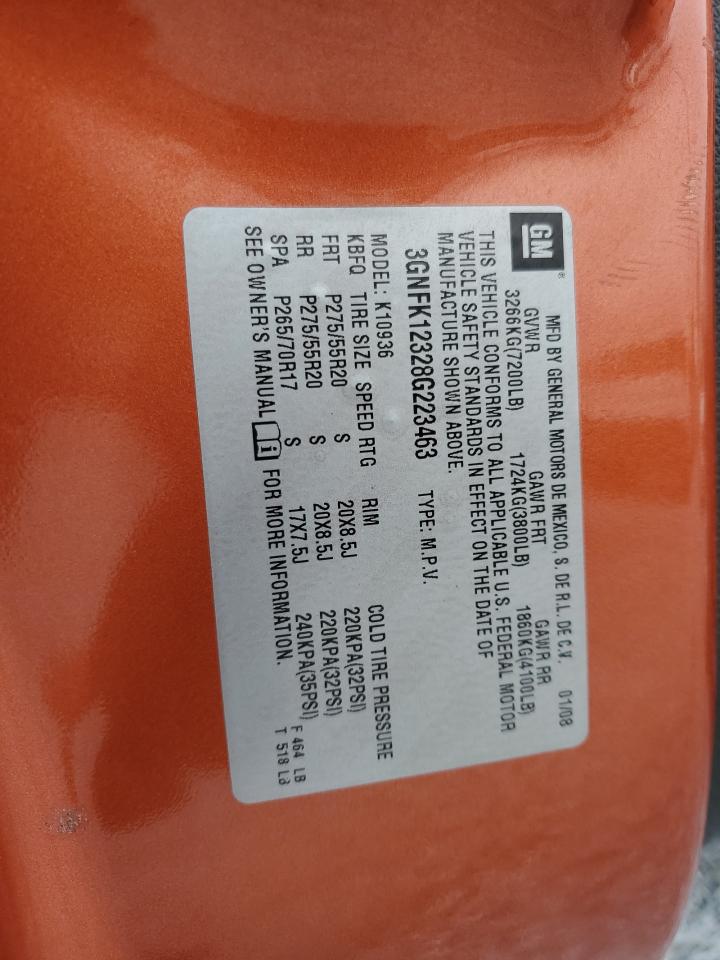 GM®
MFD BY GENERAL MOTORS DE MEXICO, S. DE R.L. DE C.V. 01/08
GVWR GAWR FRT GAWR RR
3266KG(7200LB) 1724KG(3800LB) 1860KG(4100LB)
THIS VEHICLE CONFORMS TO ALL APPLICABLE U.S. FEDERAL MOTOR
VEHICLE SAFETY STANDARDS IN EFFECT ON THE DATE OF
MANUFACTURE SHOWN ABOVE.
3GNFK12328G223463 TYPE: M.P.V.
MODEL: K10936
KBFQ TIRE SIZE SPEED RTG RIM COLD TIRE PRESSURE
FRT P275/55R20 S 20X8.5J 220KPA(32PSI)
RR P275/55R20 S 20X8.5J 220KPA(32PSI)
SPA P265/70R17 S 17X7.5J 240KPA(35PSI) F 464 LB
SEE OWNER'S MANUAL i FOR MORE INFORMATION. T 518 LB